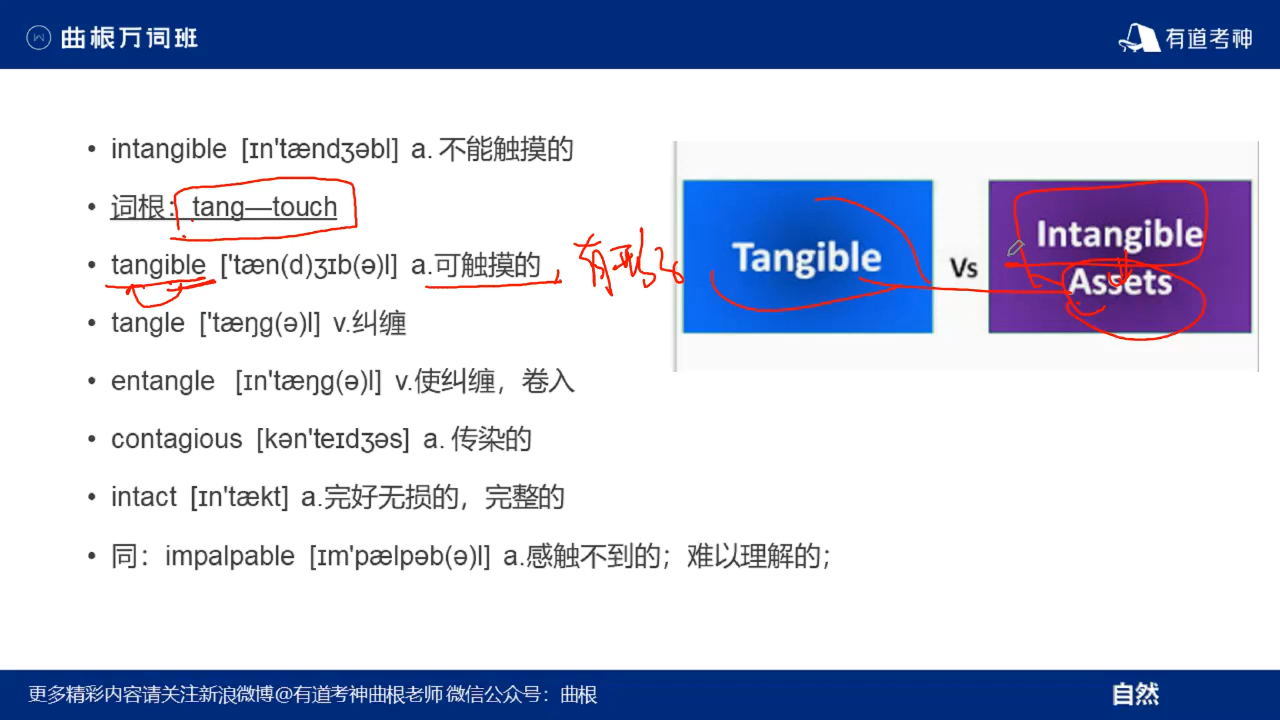 曲根万词班
有道考神
intangible [ɪn'tændʒəbl] a. 不能触摸的
词根：tang—touch
tangible ['tæn(d)ʒɪb(ə)l] a.可触摸的，有形的
tangle ['tæŋg(ə)l] v.纠缠
entangle [ɪn'tæŋg(ə)l] v.使纠缠，卷入
contagious [kən'teɪdʒəs] a. 传染的
intact [ɪn'tækt] a.完好无损的，完整的
同：impalpable [ɪm'pælpəb(ə)l] a.感触不到的；难以理解的；
Tangible
Vs
Intangible
Assets
更多精彩内容请关注新浪微博@有道考神曲根老师 微信公众号：曲根
自然